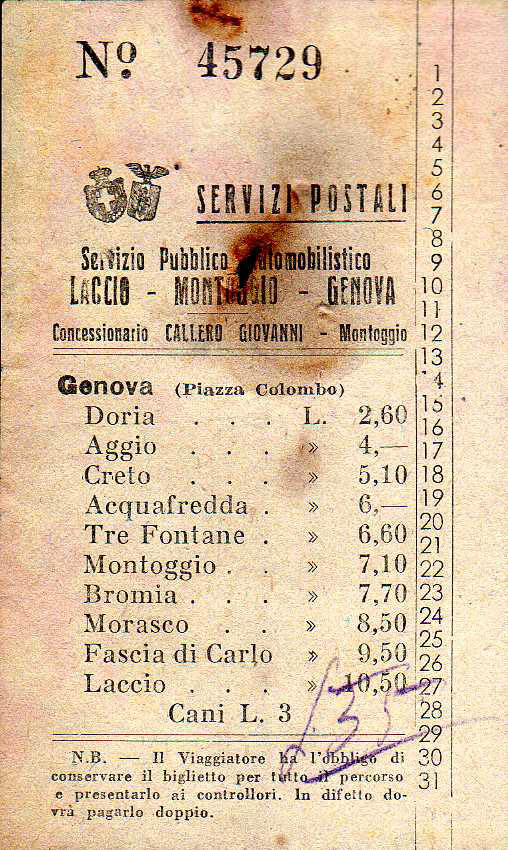 Nº. 45729
SERVIZI POSTALI
Servizio Pubblico Automobilistico
LACCIO - MONTOGGIO - GENOVA
Concessionario CALLERO GIOVANNI - Montoggio
Genova (Piazza Colombo)
Doria . . . L. 2,60
Aggio . . . » 4,—
Creto . . . » 5,10
Acquafredda . » 6,—
Tre Fontane . » 6,60
Montoggio . . » 7,10
Bromia . . . » 7,70
Morasco . . » 8,50
Fascia di Carlo » 9,50
Laccio . . . » 10,50
Cani L. 3
L. 35
N.B. — Il Viaggiatore ha l'obbligo di
conservare il biglietto per tutto il percorso
e presentarlo ai controllori. In difetto do-
vrà pagarlo doppio.
1
2
3
4
5
6
7
8
9
10
11
12
13
14
15
16
17
18
19
20
21
22
23
24
25
26
27
28
29
30
31